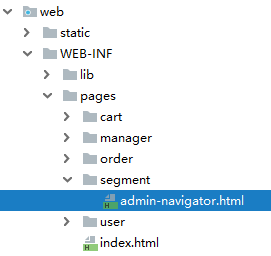 web
static
WEB-INF
lib
pages
cart
manager
order
segment
admin-navigator.html
user
index.html